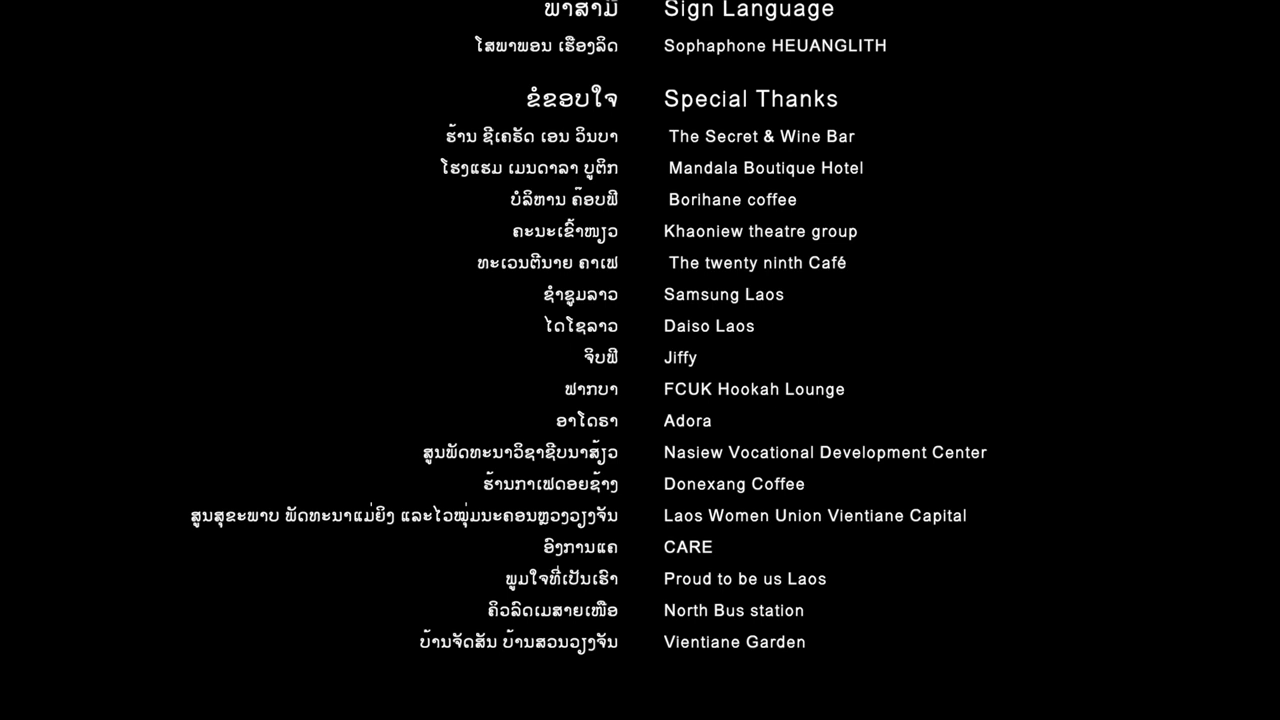 ພາສາມື Sign Language
ໂສພາພອນ ເຮືອງລິດ Sophaphone HEUANGLITH
ຂໍຂອບໃຈ Special Thanks
ຮ້ານ ຊີເຄຣັດ ເອນ ວິນບາ The Secret & Wine Bar
ໂຮງແຮມ ເມນດາລາ ບູຕິກ Mandala Boutique Hotel
ບໍລິຫານ ຄ໊ອບຟີ Borihane coffee
ຄະນະເຂົ້າໜຽວ Khaoniew theatre group
ທະເວນຕີນາຍ ຄາເຟ The twenty ninth Café
ຊຳຊູມລາວ Samsung Laos
ໄດໂຊລາວ Daiso Laos
ຈິບຟີ Jiffy
ຟາກບາ FCUK Hookah Lounge
ອາໂດຣາ Adora
ສູນພັດທະນາວິຊາຊີບນາສ້ຽວ Nasiew Vocational Development Center
ຮ້ານກາເຟດອຍຊ້າງ Donexang Coffee
ສູນສຸຂະພາບ ພັດທະນາແມ່ຍິງ ແລະໄວໝຸ່ມນະຄອນຫຼວງວຽງຈັນ Laos Women Union Vientiane Capital
ອົງການແຄ CARE
ພູມໃຈທີ່ເປັນເຮົາ Proud to be us Laos
ຄິວລົດເມສາຍເໜືອ North Bus station
ບ້ານຈັດສັນ ບ້ານສວນວຽງຈັນ Vientiane Garden